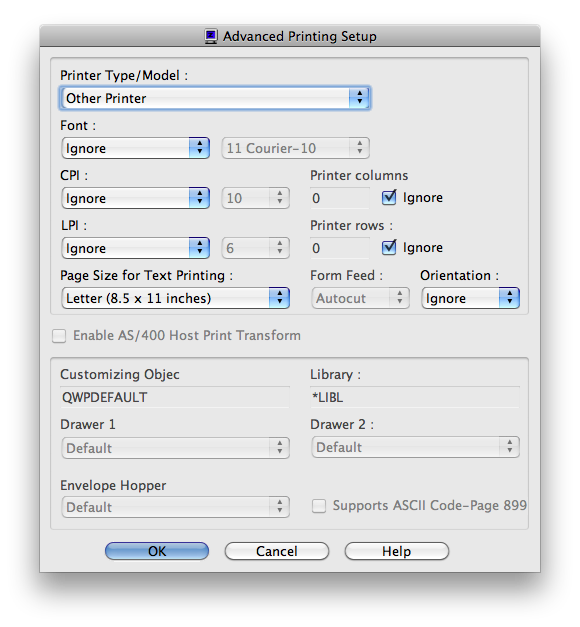 Advanced Printing Setup
Printer Type/Model :
Other Printer
Font :
Ignore 11 Courier-10
CPI : Printer columns
Ignore 10 0 Ignore
LPI : Printer rows :
Ignore 6 0 Ignore
Page Size for Text Printing : Form Feed : Orientation :
Letter (8.5 x 11 inches) Autocut Ignore
Enable AS/400 Host Print Transform
Customizing Objec Library :
QWPDEFAULT *LIBL
Drawer 1 Drawer 2 :
Default Default
Envelope Hopper
Default Supports ASCII Code-Page 899
OK Cancel Help